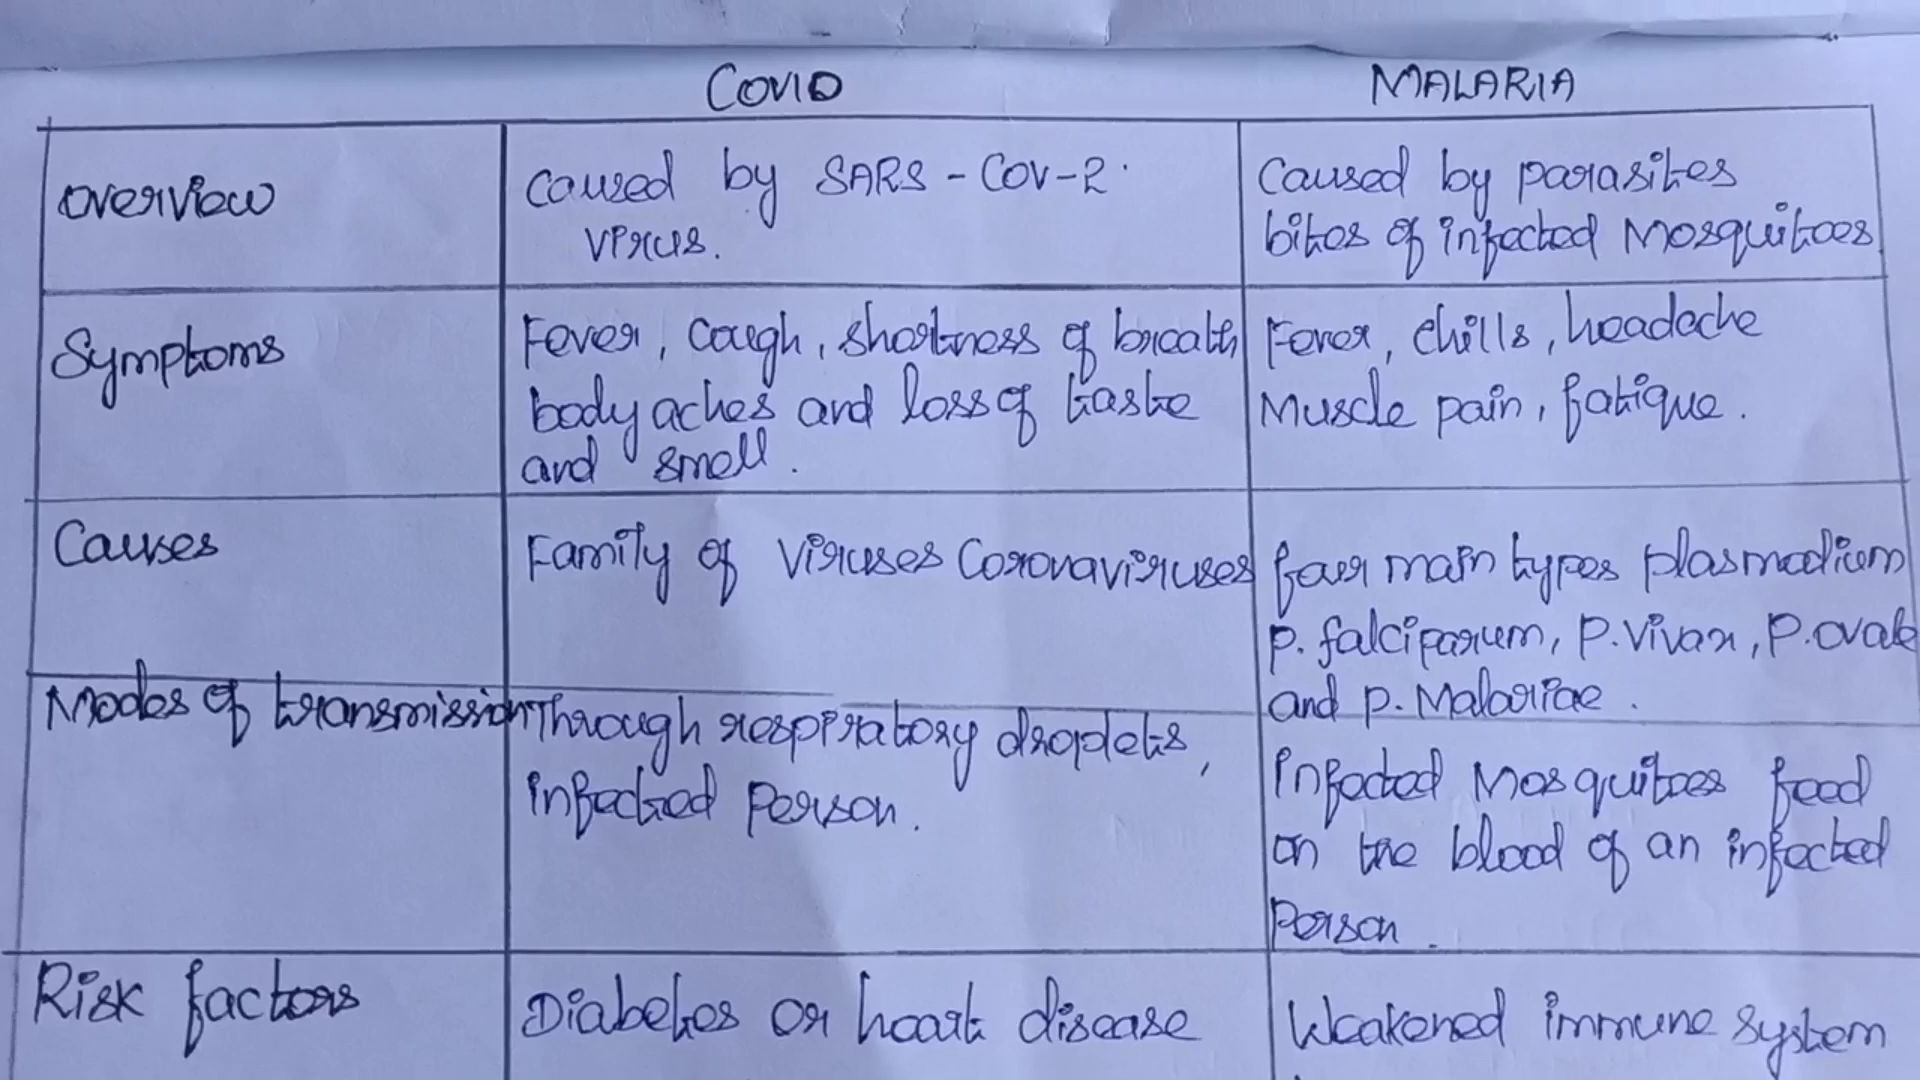 COVID MALARIA
Overview
Caused by SARS-Cov-2.
virus.
Caused by parasites
bites of infected Mosquitoes
Symptoms
Fever, cough, shortness of breath
body aches and loss of taste
and smell.
Fever, chills, headache
Muscle pain, fatique.
Causes
Family of viruses Coronaviruses
four main types plasmodium
p. falciparum, p. vivax, p. ovale
and p. Malariae.
Modes of transmission
Through respiratory droplets,
infected person.
Infected Mosquitoes feed
on the blood of an infected
Person.
Risk factors
Diabetes or heart disease
Weakened immune system